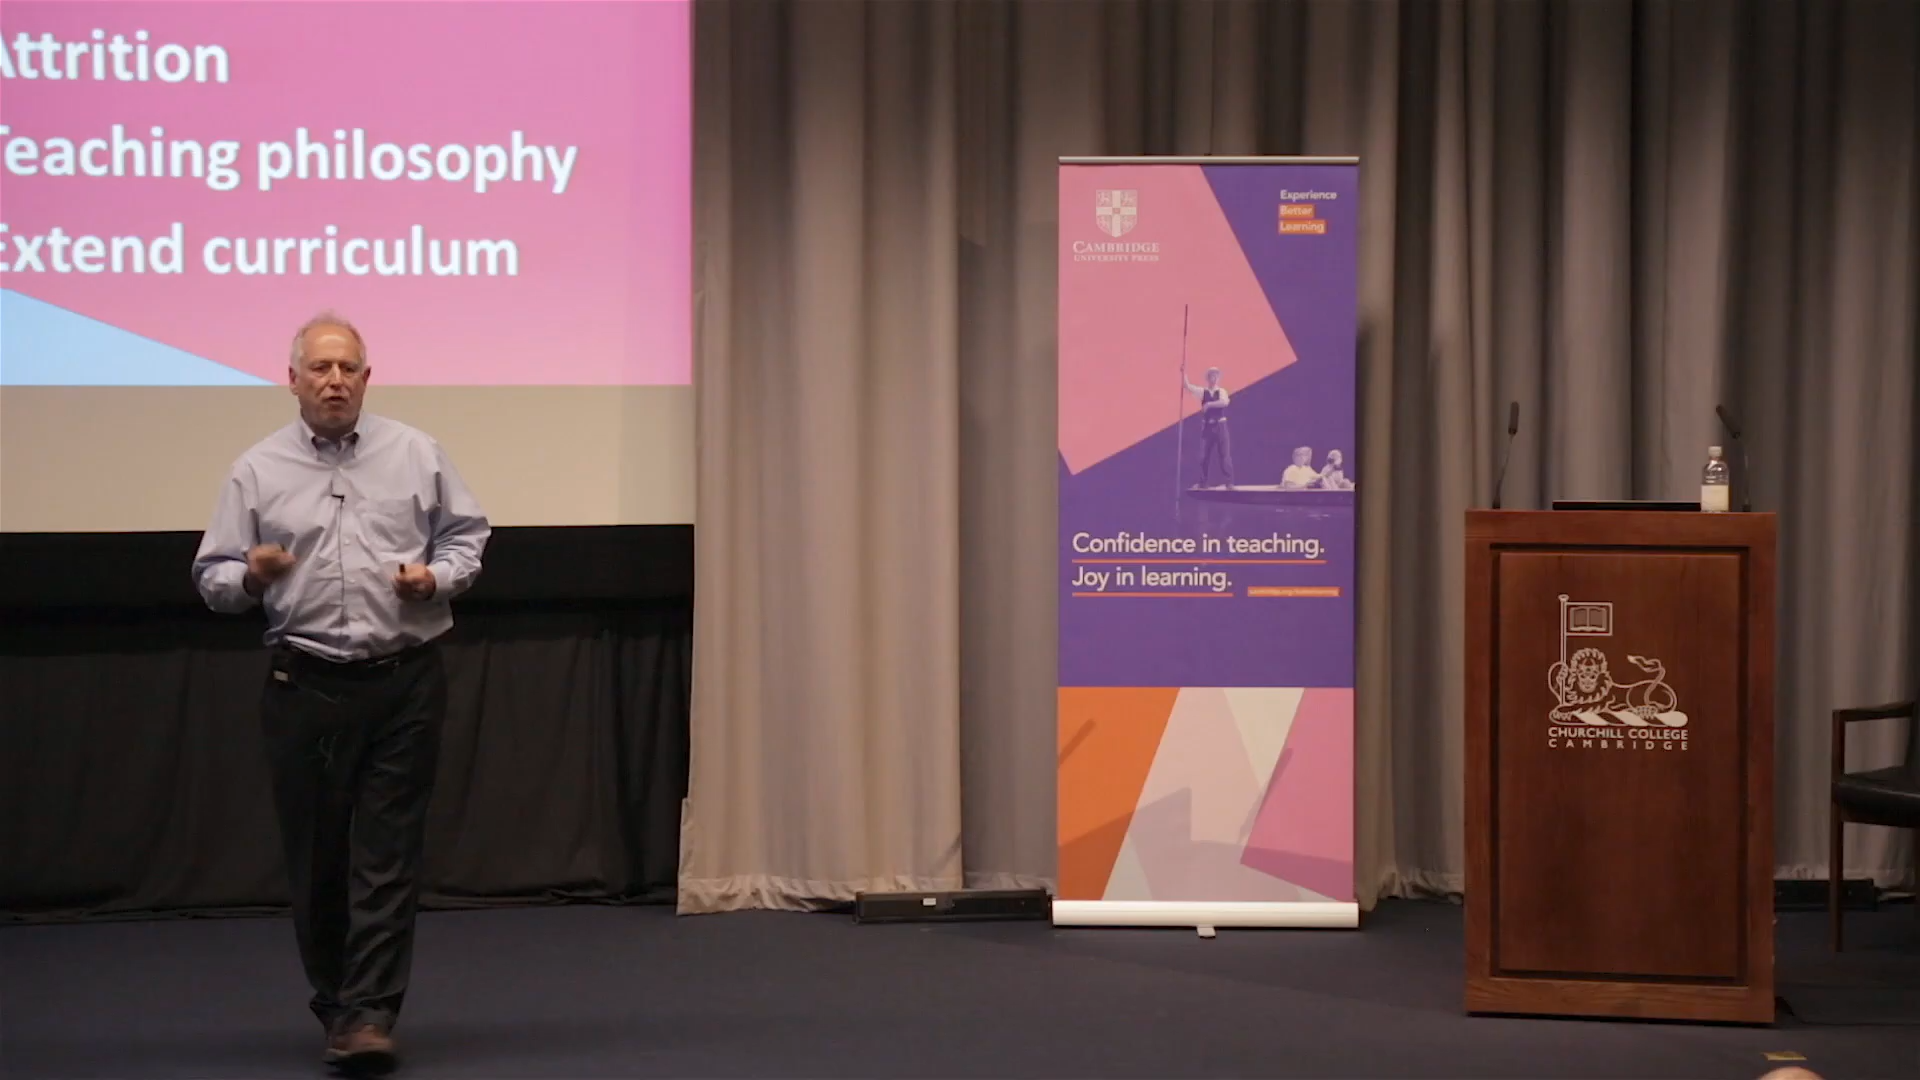 Attrition
Teaching philosophy
Extend curriculum
CAMBRIDGE
UNIVERSITY PRESS
Experience
Better
Learning
Confidence in teaching.
Joy in learning.
CHURCHILL COLLEGE
CAMBRIDGE